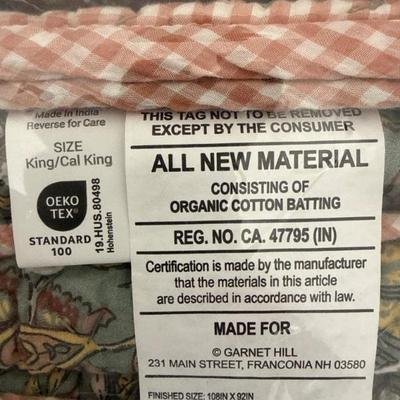 Made in India
Reverse for Care
SIZE
King/Cal King
OEKO
TEX®
STANDARD
100
19.HUS.80498
Hohenstein
THIS TAG NOT TO BE REMOVED
EXCEPT BY THE CONSUMER
ALL NEW MATERIAL
CONSISTING OF
ORGANIC COTTON BATTING
REG. NO. CA. 47795 (IN)
Certification is made by the manufacturer
that the materials in this article
are described in accordance with law.
MADE FOR
© GARNET HILL
231 MAIN STREET, FRANCONIA NH 03580
FINISHED SIZE: 108IN X 92IN